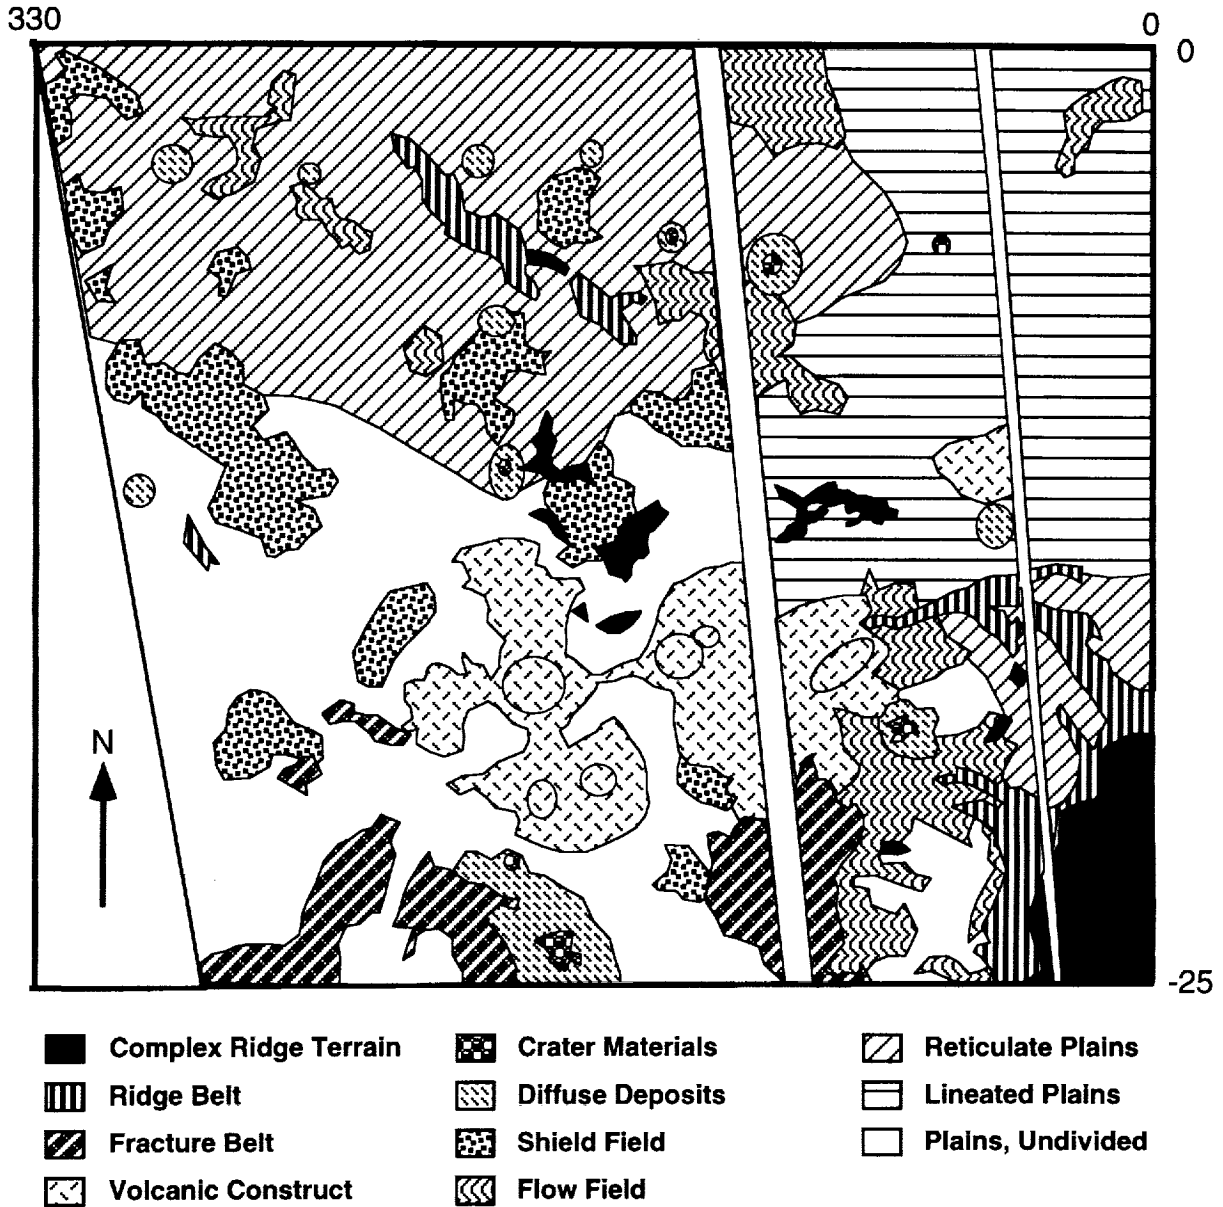 330
0
0
N
-25
Complex Ridge Terrain
Crater Materials
Reticulate Plains
Ridge Belt
Diffuse Deposits
Lineated Plains
Fracture Belt
Shield Field
Plains, Undivided
Volcanic Construct
Flow Field